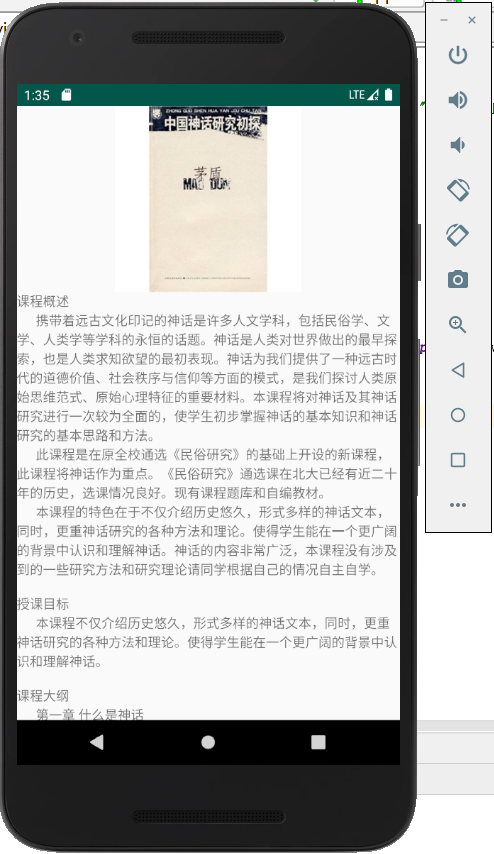 1:35
LTE
ZHONG GUO SHEN HUA YAN JIU CHU TAN
中国神话研究初探
茅盾
MAO DUN
课程概述
携带着远古文化印记的神话是许多人文学科，包括民俗学、文
学、人类学等学科的永恒的话题。神话是人类对世界做出的最早探
索，也是人类求知欲望的最初表现。神话为我们提供了一种远古时
代的道德价值、社会秩序与信仰等方面的模式，是我们探讨人类原
始思维范式、原始心理特征的重要材料。本课程将对神话及其神话
研究进行一次较为全面的，使学生初步掌握神话的基本知识和神话
研究的基本思路和方法。
此课程是在原全校通选《民俗研究》的基础上开设的新课程，
此课程将神话作为重点。《民俗研究》通选课在北大已经有近二十
年的历史，选课情况良好。现有课程题库和自编教材。
本课程的特色在于不仅介绍历史悠久，形式多样的神话文本，
同时，更重神话研究的各种方法和理论。使得学生能在一个更广阔
的背景中认识和理解神话。神话的内容非常广泛，本课程没有涉及
到的一些研究方法和研究理论请同学根据自己的情况自主自学。
授课目标
本课程不仅介绍历史悠久，形式多样的神话文本，同时，更重
神话研究的各种方法和理论。使得学生能在一个更广阔的背景中认
识和理解神话。
课程大纲
第一章 什么是神话